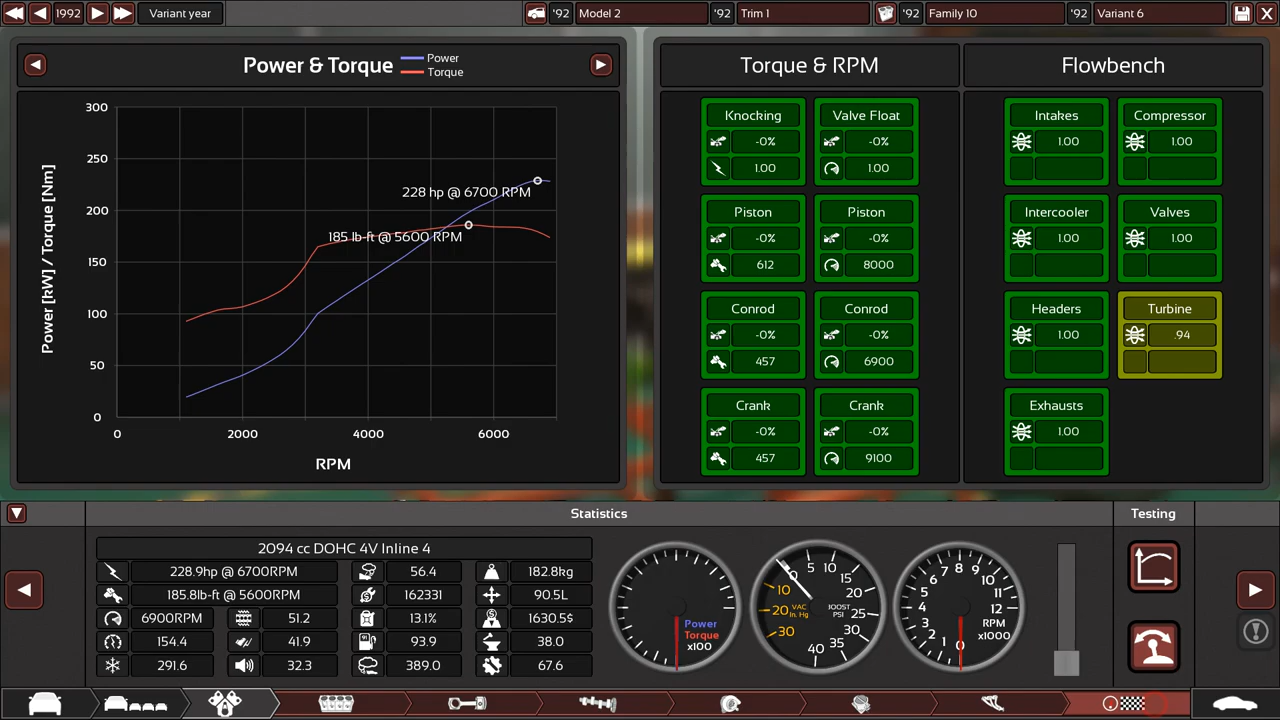 1992
Variant year
'92
Model 2
'92
Trim 1
'92
Family 10
'92
Variant 6
Power & Torque
Power
Torque
Power [kW] / Torque [Nm]
300
250
200
150
100
50
0
0
2000
4000
6000
RPM
228 hp @ 6700 RPM
185 lb-ft @ 5600 RPM
Torque & RPM
Knocking
-0%
1.00
Valve Float
-0%
1.00
Piston
-0%
612
Piston
-0%
8000
Conrod
-0%
457
Conrod
-0%
6900
Crank
-0%
457
Crank
-0%
9100
Flowbench
Intakes
1.00
Compressor
1.00
Intercooler
1.00
Valves
1.00
Headers
1.00
Turbine
.94
Exhausts
1.00
Statistics
2094 cc DOHC 4V Inline 4
228.9hp @ 6700RPM
56.4
182.8kg
185.8lb-ft @ 5600RPM
162331
90.5L
6900RPM
51.2
13.1%
1630.5$
154.4
41.9
93.9
38.0
291.6
32.3
389.0
67.6
Power
Torque
x100
0
5
10
15
20
25
30
35
40
10
20
30
VAC
In. Hg
JOOST
PSI
0
1
2
3
4
5
6
7
8
9
10
11
12
13
RPM
x1000
Testing